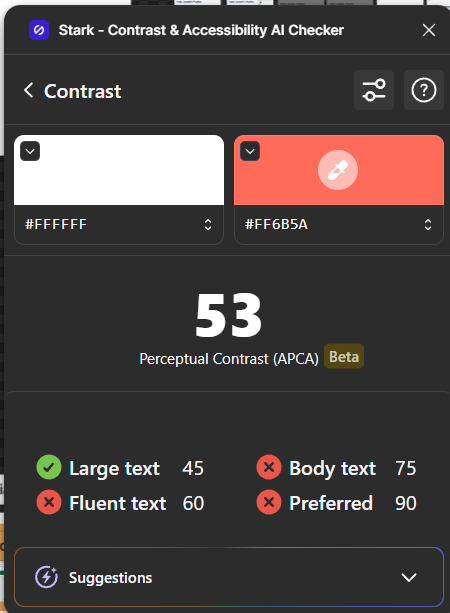 Stark - Contrast & Accessibility AI Checker
Contrast
#FFFFFF
#FF6B5A
53
Perceptual Contrast (APCA) Beta
Large text 45
Body text 75
Fluent text 60
Preferred 90
Suggestions